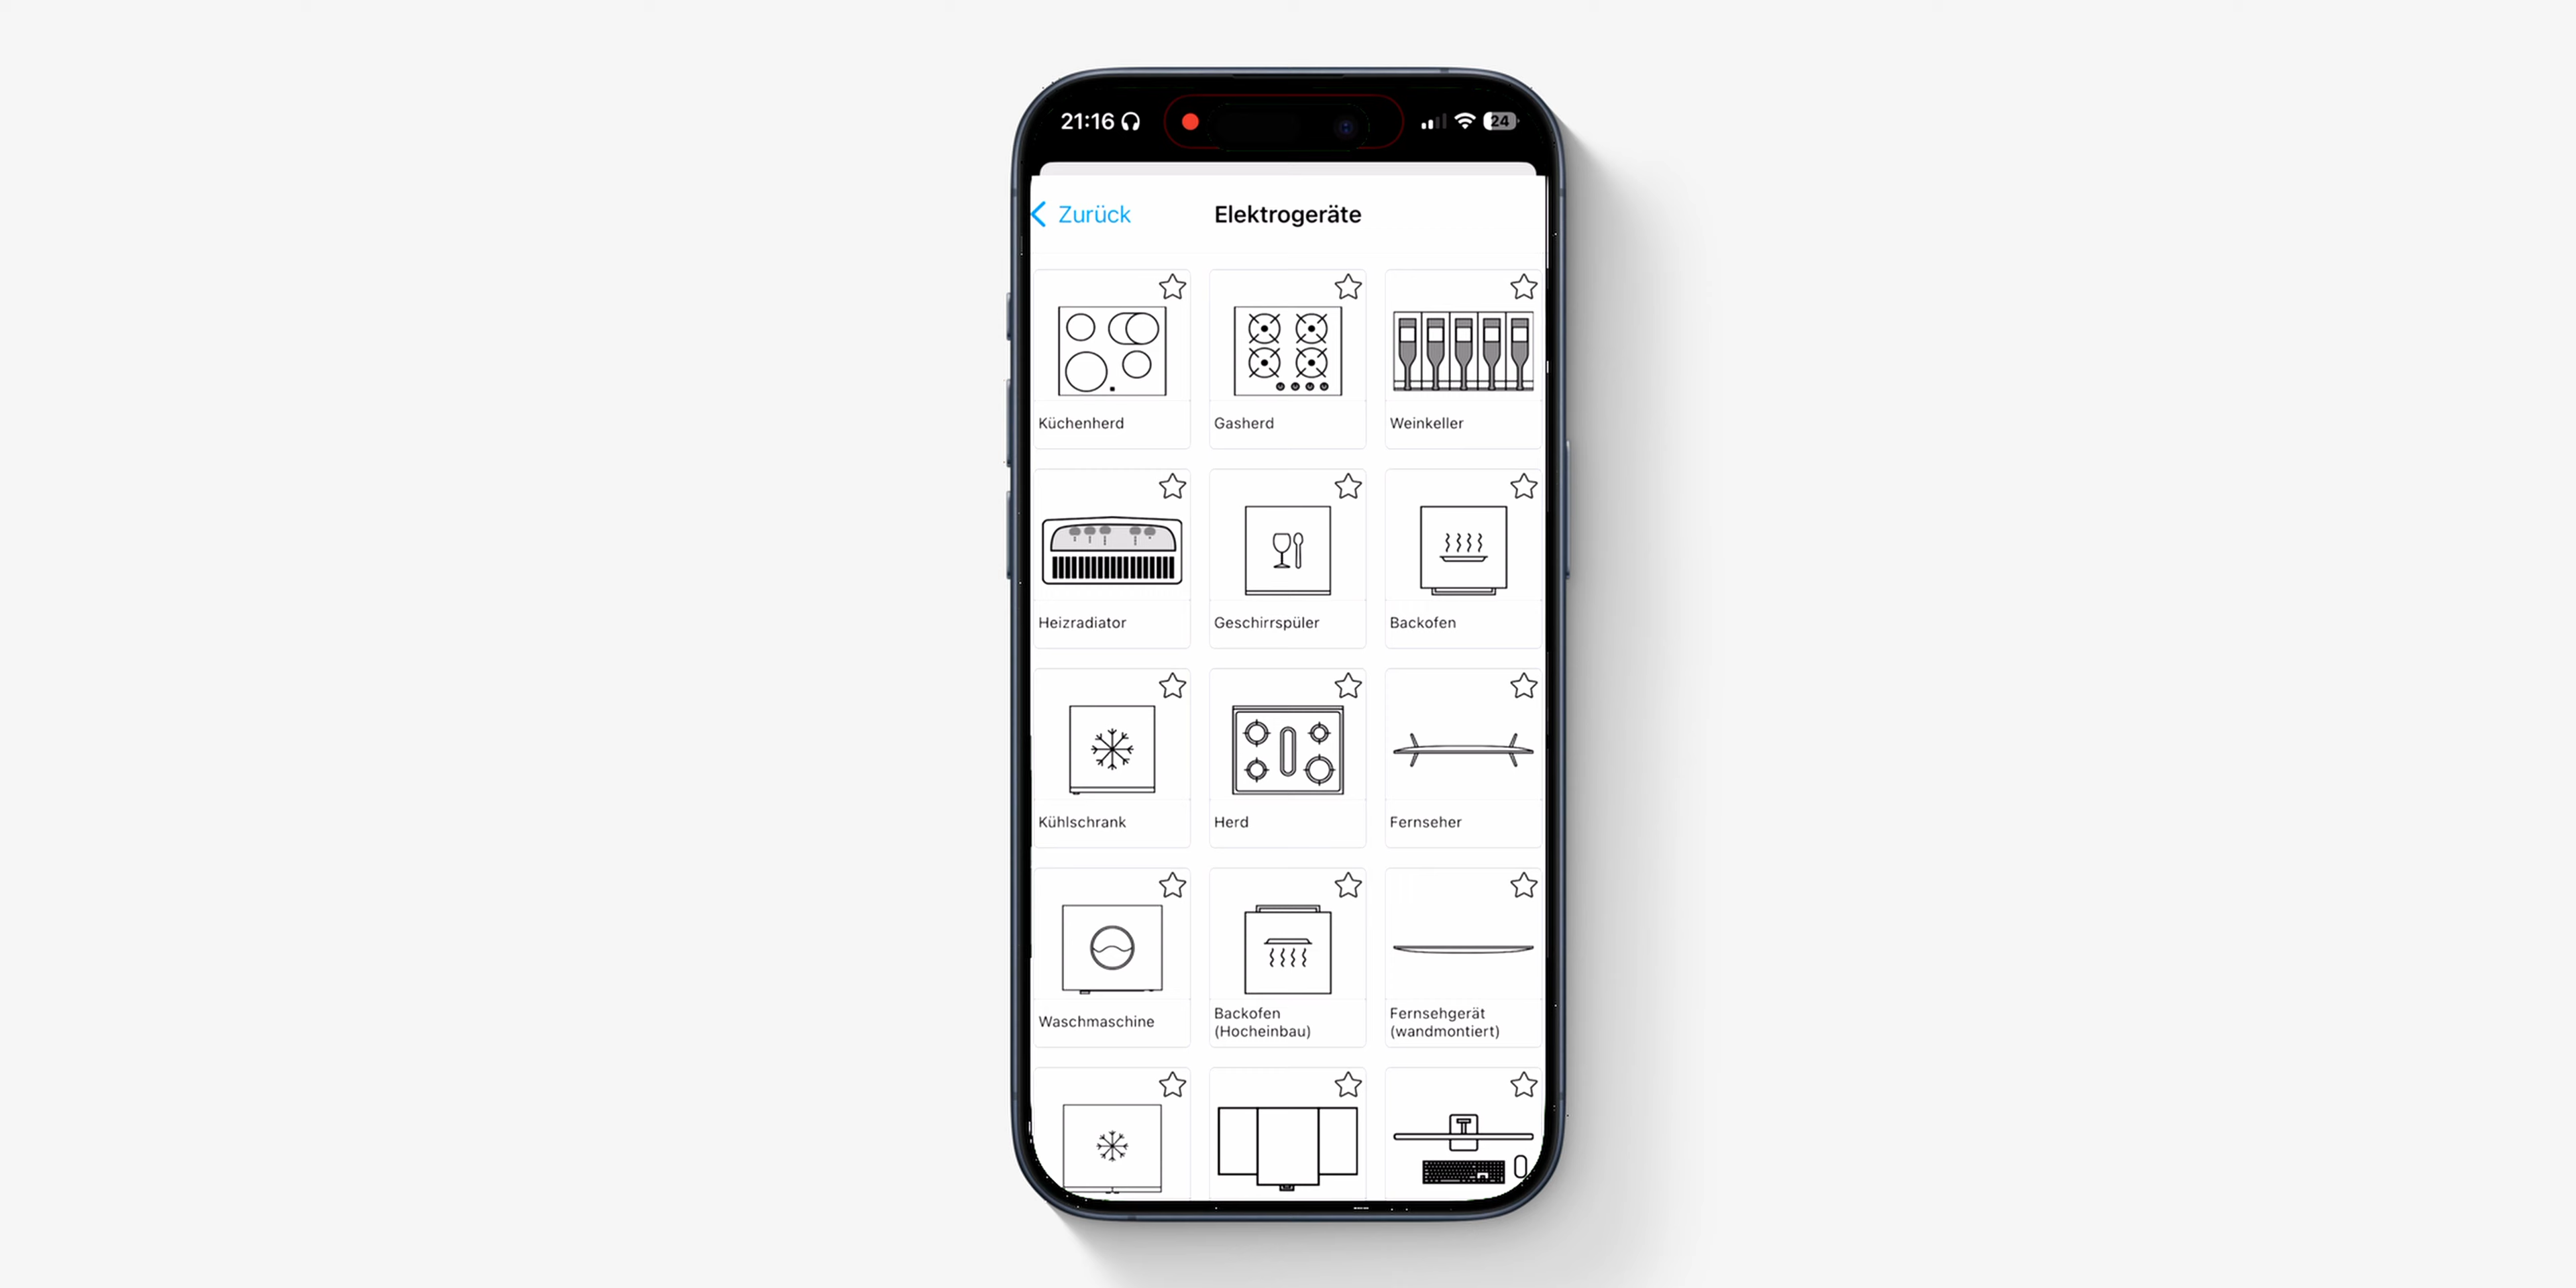 21:16
24
Zurück
Elektrogeräte
Küchenherd
Gasherd
Weinkeller
Heizradiator
Geschirrspüler
Backofen
Kühlschrank
Herd
Fernseher
Waschmaschine
Backofen
(Hocheinbau)
Fernsehgerät
(wandmontiert)